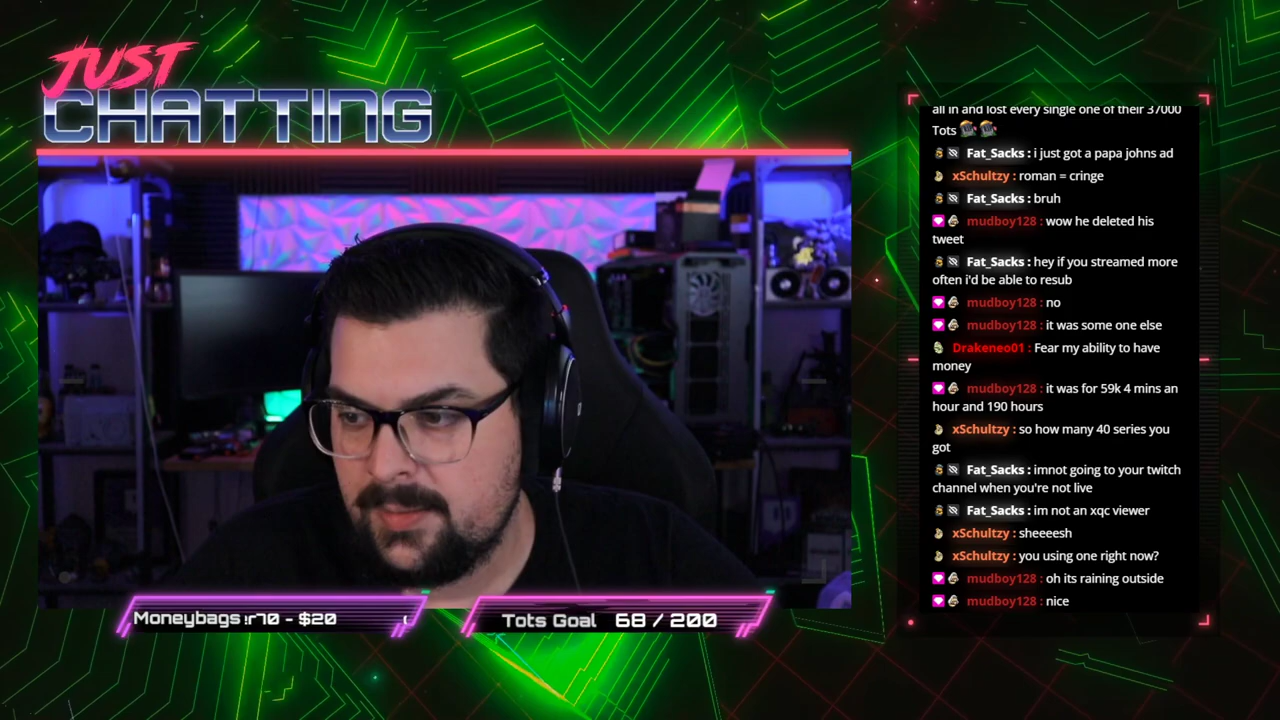 JUST
CHATTING
all in and lost every single one of their 37000
Tots
Fat_Sacks : i just got a papa johns ad
xSchultzy : roman = cringe
Fat_Sacks : bruh
mudboy128 : wow he deleted his
tweet
Fat_Sacks : hey if you streamed more
often i'd be able to resub
mudboy128 : no
mudboy128 : it was some one else
Drakeneo01 : Fear my ability to have
money
mudboy128 : it was for 59k 4 mins an
hour and 190 hours
xSchultzy : so how many 40 series you
got
Fat_Sacks : imnot going to your twitch
channel when you're not live
Fat_Sacks : im not an xqc viewer
xSchultzy : sheeeesh
xSchultzy : you using one right now?
mudboy128 : oh its raining outside
mudboy128 : nice
Moneybags r70 - $20
Tots Goal 68 / 200